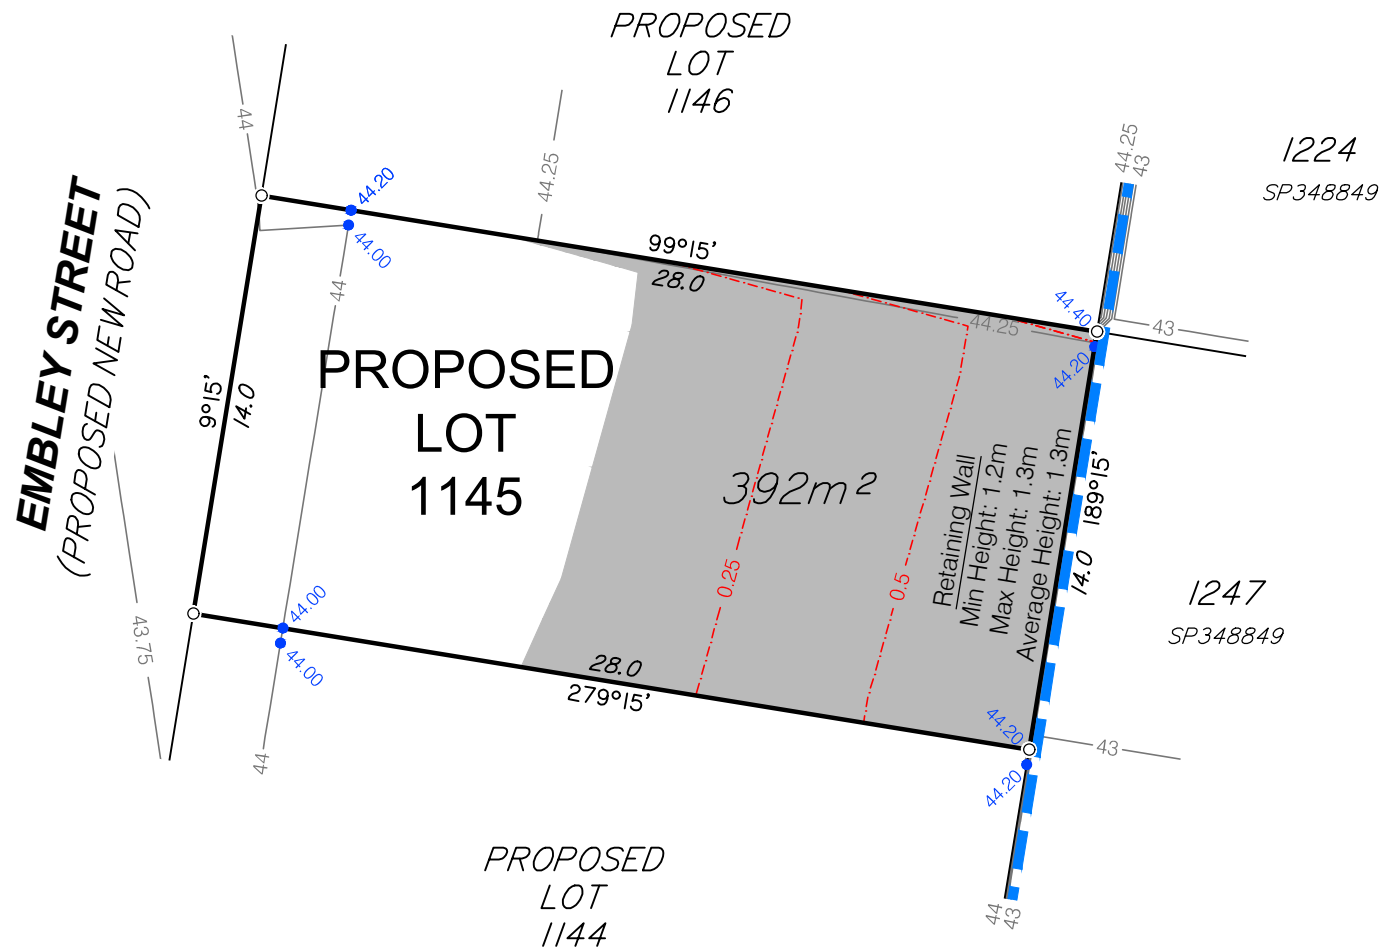 PROPOSED
LOT
1146
44
44.25
44.25
43
1224
SP348849
44.20
44.00
EMBLEY STREET
(PROPOSED NEW ROAD)
99°15'
28.0
44
44.40
44.25
43
44.20
9°15'
14.0
PROPOSED
LOT
1145
392m²
Retaining Wall
Min Height: 1.2m
Max Height: 1.3m
Average Height: 1.3m
189°15'
14.0
0.25
0.5
1247
SP348849
43.75
44.00
44.00
28.0
279°15'
44
44.20
44.20
43
PROPOSED
LOT
1144
44
43